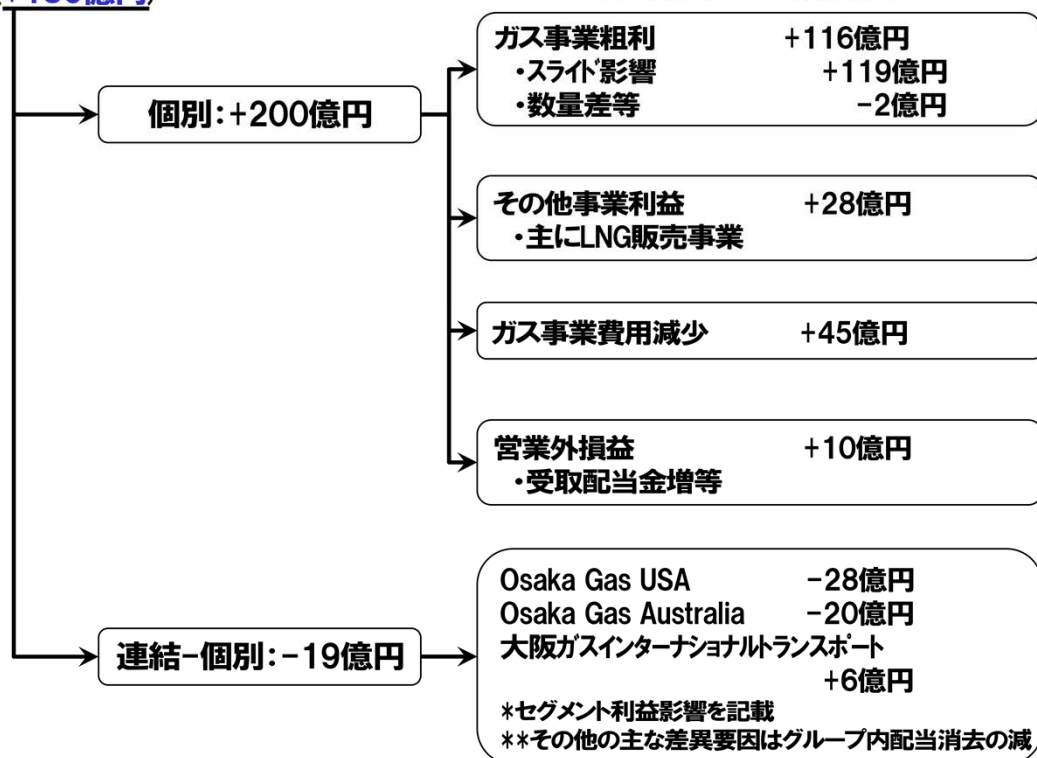 個別:+200億円
ガス事業粗利 +116億円
・スライド影響 +119億円
・数量差等 -2億円
その他事業利益 +28億円
・主にLNG販売事業
ガス事業費用減少 +45億円
営業外損益 +10億円
・受取配当金増等
連結-個別:-19億円
Osaka Gas USA -28億円
Osaka Gas Australia -20億円
大阪ガスインターナショナルトランスポート
+6億円
*セグメント利益影響を記載
**その他の主な差異要因はグループ内配当消去の減